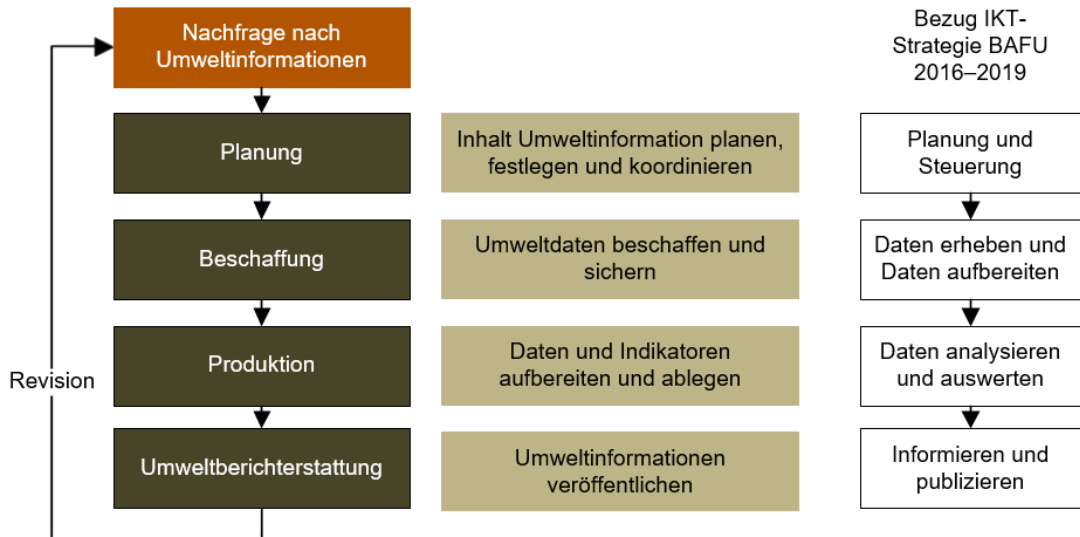 Nachfrage nach
Umweltinformationen
Bezug IKT-
Strategie BAFU
2016–2019
Planung
Inhalt Umweltinformation planen,
festlegen und koordinieren
Planung und
Steuerung
Beschaffung
Umweltdaten beschaffen und
sichern
Daten erheben und
Daten aufbereiten
Revision
Produktion
Daten und Indikatoren
aufbereiten und ablegen
Daten analysieren
und auswerten
Umweltberichterstattung
Umweltinformationen
veröffentlichen
Informieren und
publizieren